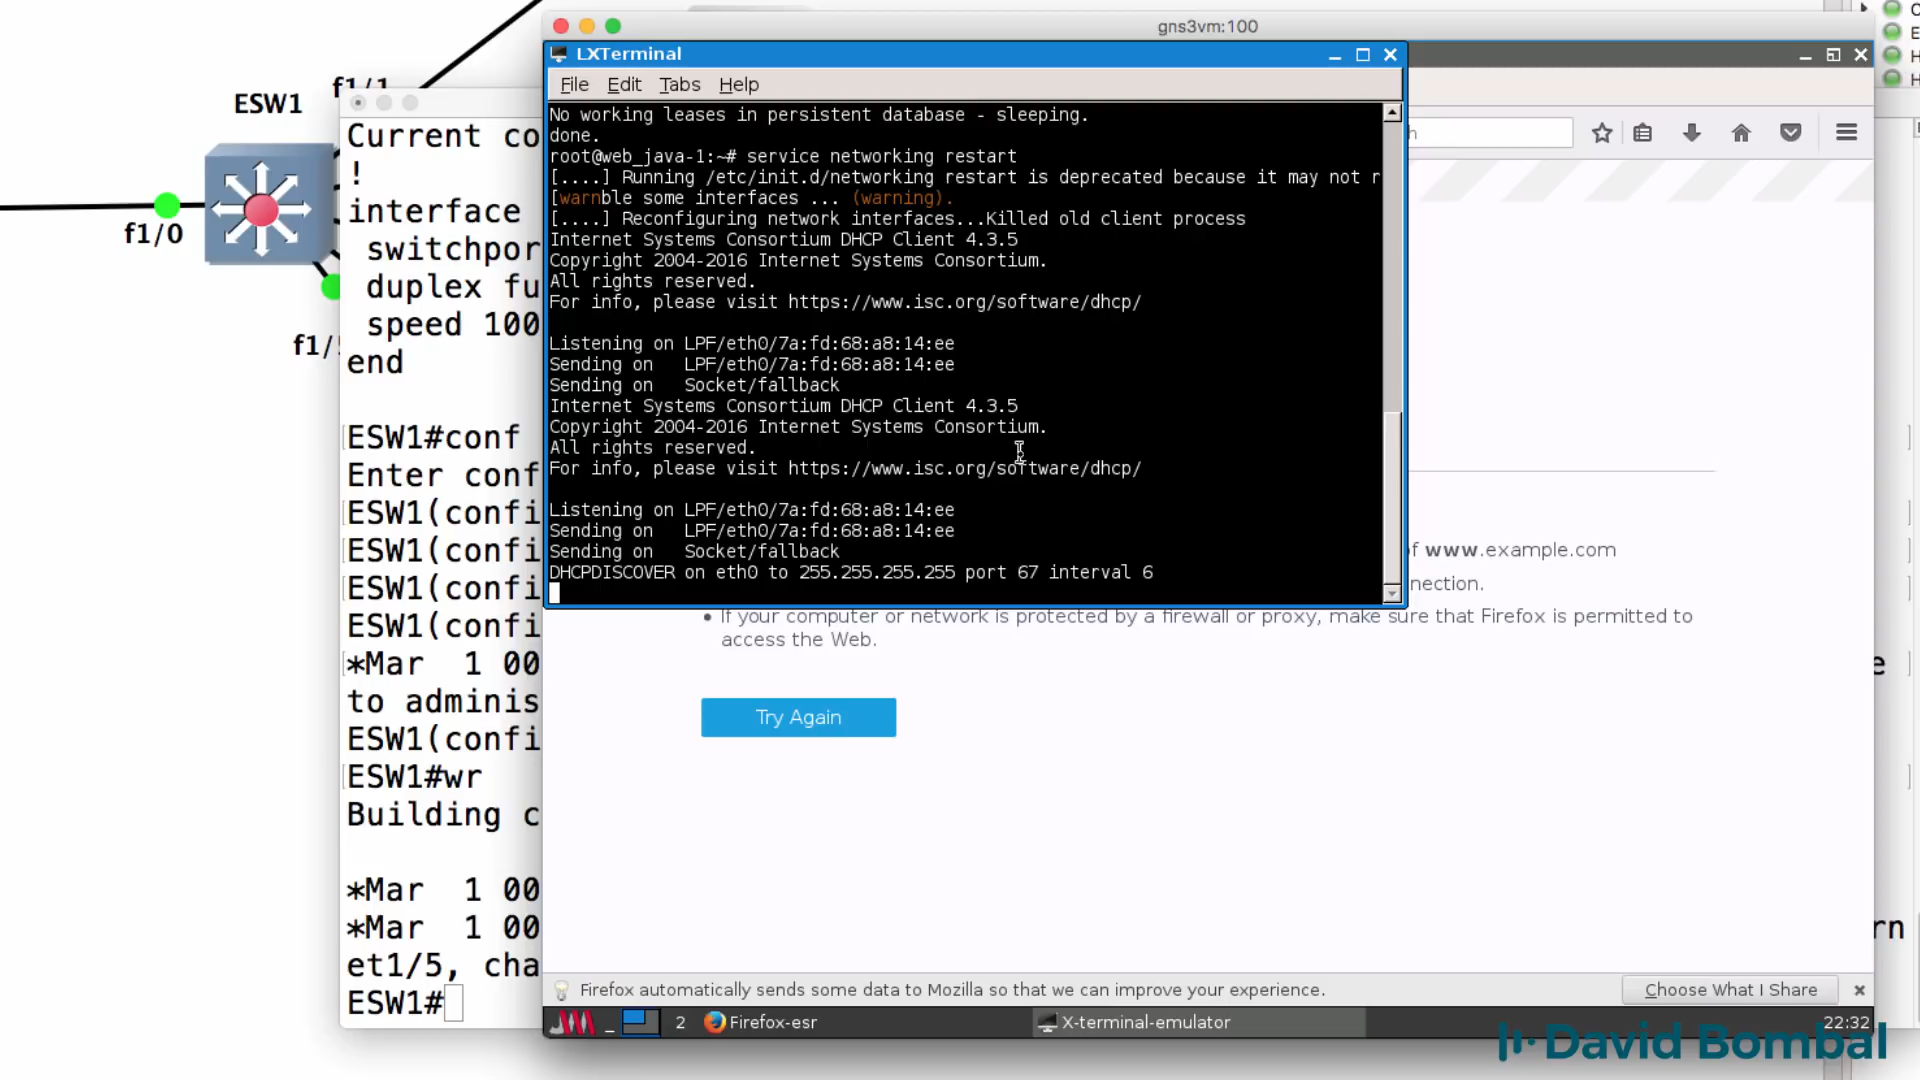 gns3vm:100
LXTerminal
File Edit Tabs Help
No working leases in persistent database - sleeping.
done.
root@web_java-1:~# service networking restart
[....] Running /etc/init.d/networking restart is deprecated because it may not r
[warnble some interfaces ... (warning).
[....] Reconfiguring network interfaces...Killed old client process
Internet Systems Consortium DHCP Client 4.3.5
Copyright 2004-2016 Internet Systems Consortium.
All rights reserved.
For info, please visit https://www.isc.org/software/dhcp/
Listening on LPF/eth0/7a:fd:68:a8:14:ee
Sending on LPF/eth0/7a:fd:68:a8:14:ee
Sending on Socket/fallback
Internet Systems Consortium DHCP Client 4.3.5
Copyright 2004-2016 Internet Systems Consortium.
All rights reserved.
For info, please visit https://www.isc.org/software/dhcp/
Listening on LPF/eth0/7a:fd:68:a8:14:ee
Sending on LPF/eth0/7a:fd:68:a8:14:ee
Sending on Socket/fallback
DHCPDISCOVER on eth0 to 255.255.255.255 port 67 interval 6
ESW1
f1/1
f1/0
f1/
Current co
!
interface
switchpor
duplex fu
speed 100
end
ESW1#conf
Enter conf
ESW1(confi
ESW1(confi
ESW1(confi
ESW1(confi
*Mar 1 00
to adminis
ESW1(confi
ESW1#wr
Building c
*Mar 1 00
*Mar 1 00
et1/5, cha
ESW1#
h
of www.example.com
nection.
• If your computer or network is protected by a firewall or proxy, make sure that Firefox is permitted to
access the Web.
Try Again
e
rn
Firefox automatically sends some data to Mozilla so that we can improve your experience.
Choose What I Share
2
Firefox-esr
X-terminal-emulator
22:32
David Bombal